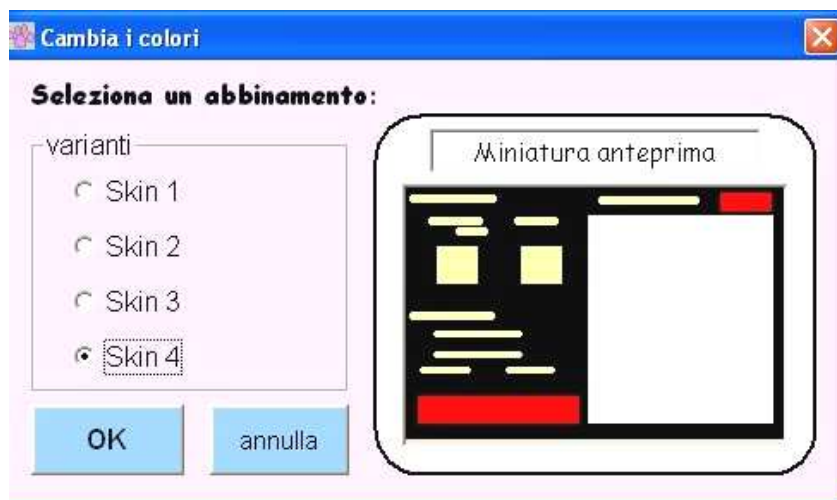 Cambia i colori
Seleziona un abbinamento:
varianti
Skin 1
Skin 2
Skin 3
Skin 4
OK
annulla
Miniatura anteprima